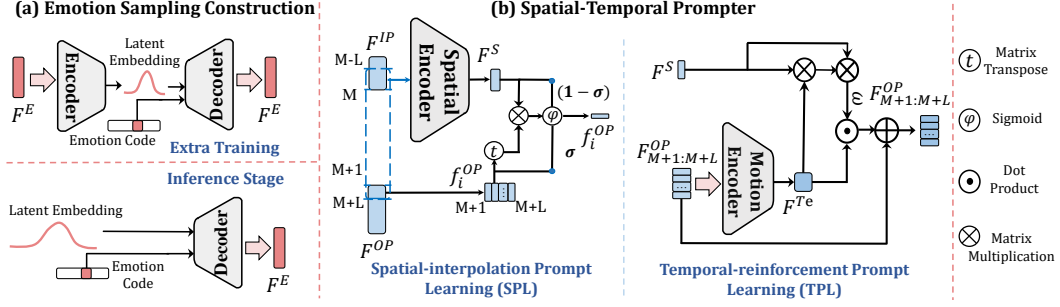 (a) Emotion Sampling Construction
Latent
Embedding
Encoder
Decoder
F^E
F^E
Emotion Code
Extra Training
Inference Stage
Latent Embedding
Decoder
Emotion
Code
F^E
(b) Spatial-Temporal Prompter
F^{IP}
M-L
M
Spatial
Encoder
F^S
(1 − σ)
φ
f_i^{OP}
σ
t
M+1
M+L
f_i^{OP}
M+1
M+L
F^{OP}
Spatial-interpolation Prompt
Learning (SPL)
F^S
ω
F^{OP}_{M+1:M+L}
F^{OP}_{M+1:M+L}
Motion
Encoder
F^{Te}
Temporal-reinforcement Prompt
Learning (TPL)
t
Matrix
Transpose
φ
Sigmoid
Dot
Product
Matrix
Multiplication